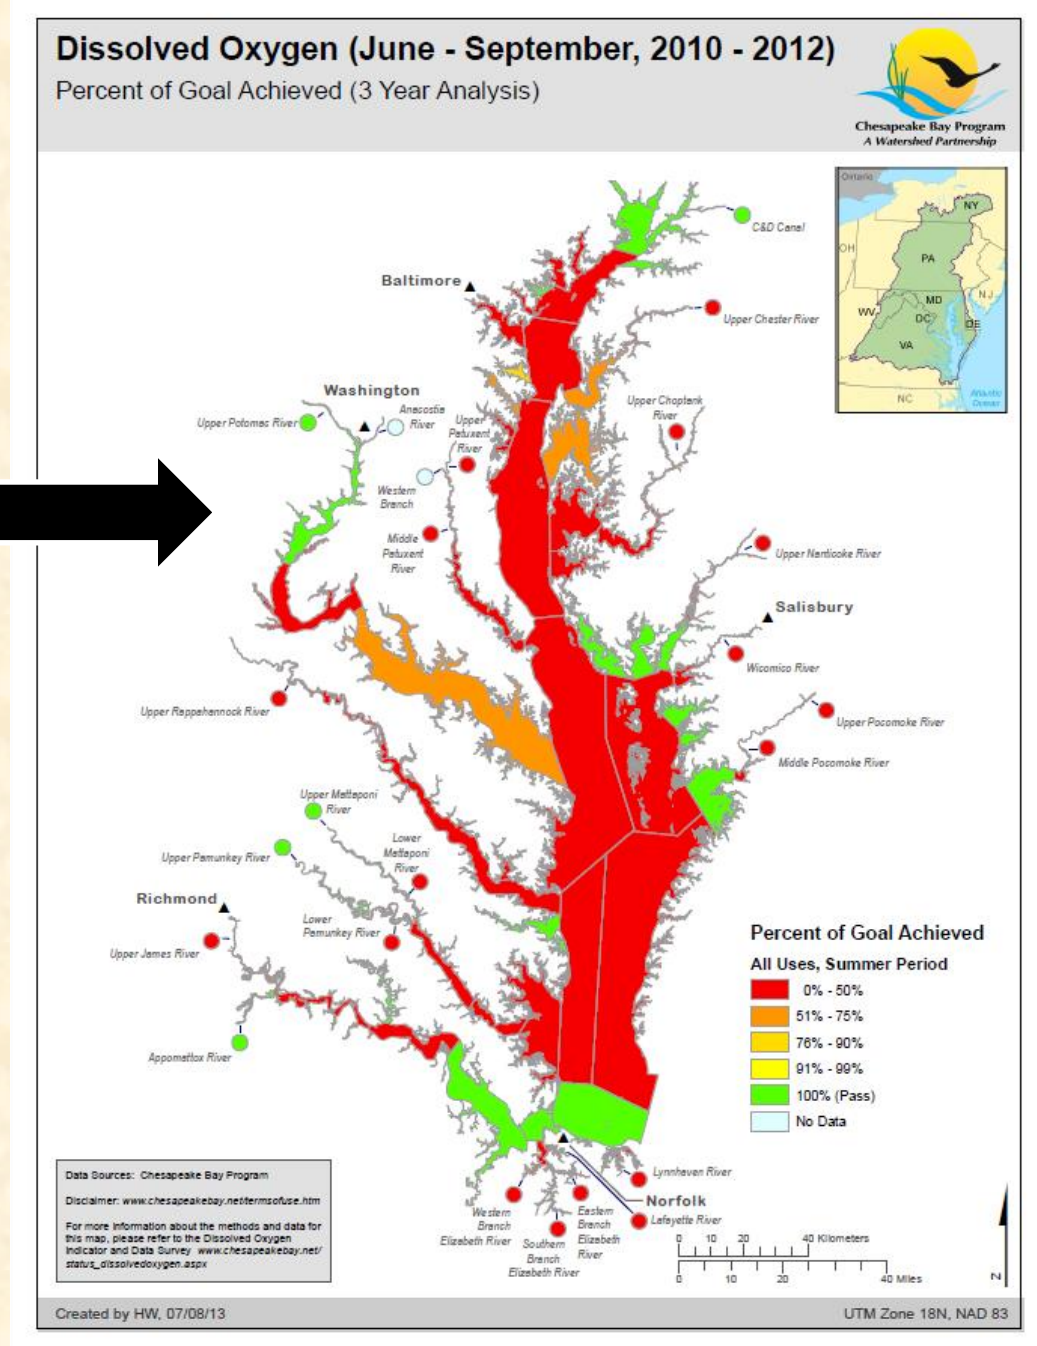 Dissolved Oxygen (June - September, 2010 - 2012)
Percent of Goal Achieved (3 Year Analysis)
Chesapeake Bay Program
A Watershed Partnership
Ontario
NY
OH
PA
NJ
MD
WV
DC
DE
VA
NC
Atlantic
Ocean
C&D Canal
Baltimore
Upper Chester River
Washington
Upper Potomac River
Anacostia
River
Upper
Patuxent
River
Upper Choptank
River
Western
Branch
Middle
Patuxent
River
Upper Nanticoke River
Salisbury
Wicomico River
Upper Rappahannock River
Upper Pocomoke River
Middle Pocomoke River
Upper Mattaponi
River
Lower
Mattaponi
River
Upper Pamunkey River
Richmond
Lower
Pamunkey River
Upper James River
Appomattox River
Percent of Goal Achieved
All Uses, Summer Period
0% - 50%
51% - 75%
76% - 90%
91% - 99%
100% (Pass)
No Data
Lynnhaven River
Norfolk
Lafayette River
Western
Branch
Elizabeth River
Southern
Branch
Elizabeth River
Eastern
Branch
Elizabeth
River
0 10 20 40 Kilometers
0 10 20 40 Miles
N
Data Sources: Chesapeake Bay Program
Disclaimer: www.chesapeakebay.net/termsofuse.htm
For more information about the methods and data for
this map, please refer to the Dissolved Oxygen
Indicator and Data Survey www.chesapeakebay.net/
status_dissolvedoxygen.aspx
Created by HW, 07/08/13
UTM Zone 18N, NAD 83